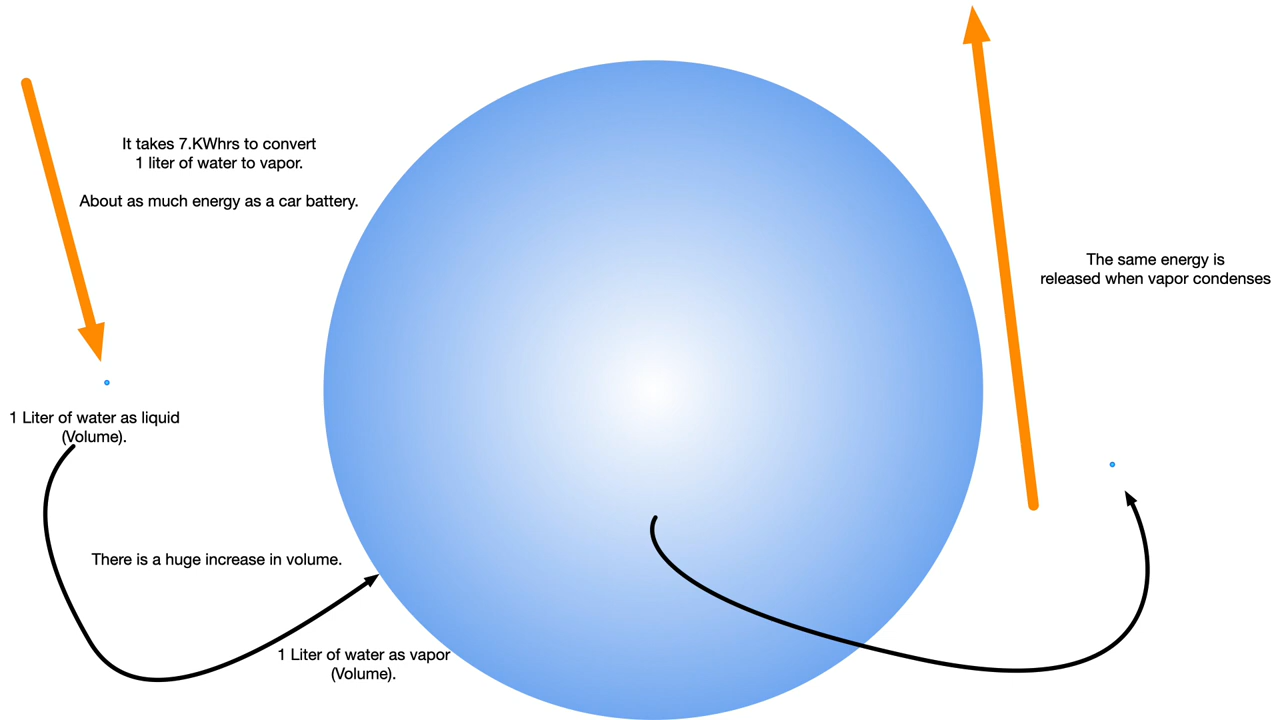 It takes 7.KWhrs to convert
1 liter of water to vapor.
About as much energy as a car battery.
The same energy is
released when vapor condenses
1 Liter of water as liquid
(Volume).
There is a huge increase in volume.
1 Liter of water as vapor
(Volume).